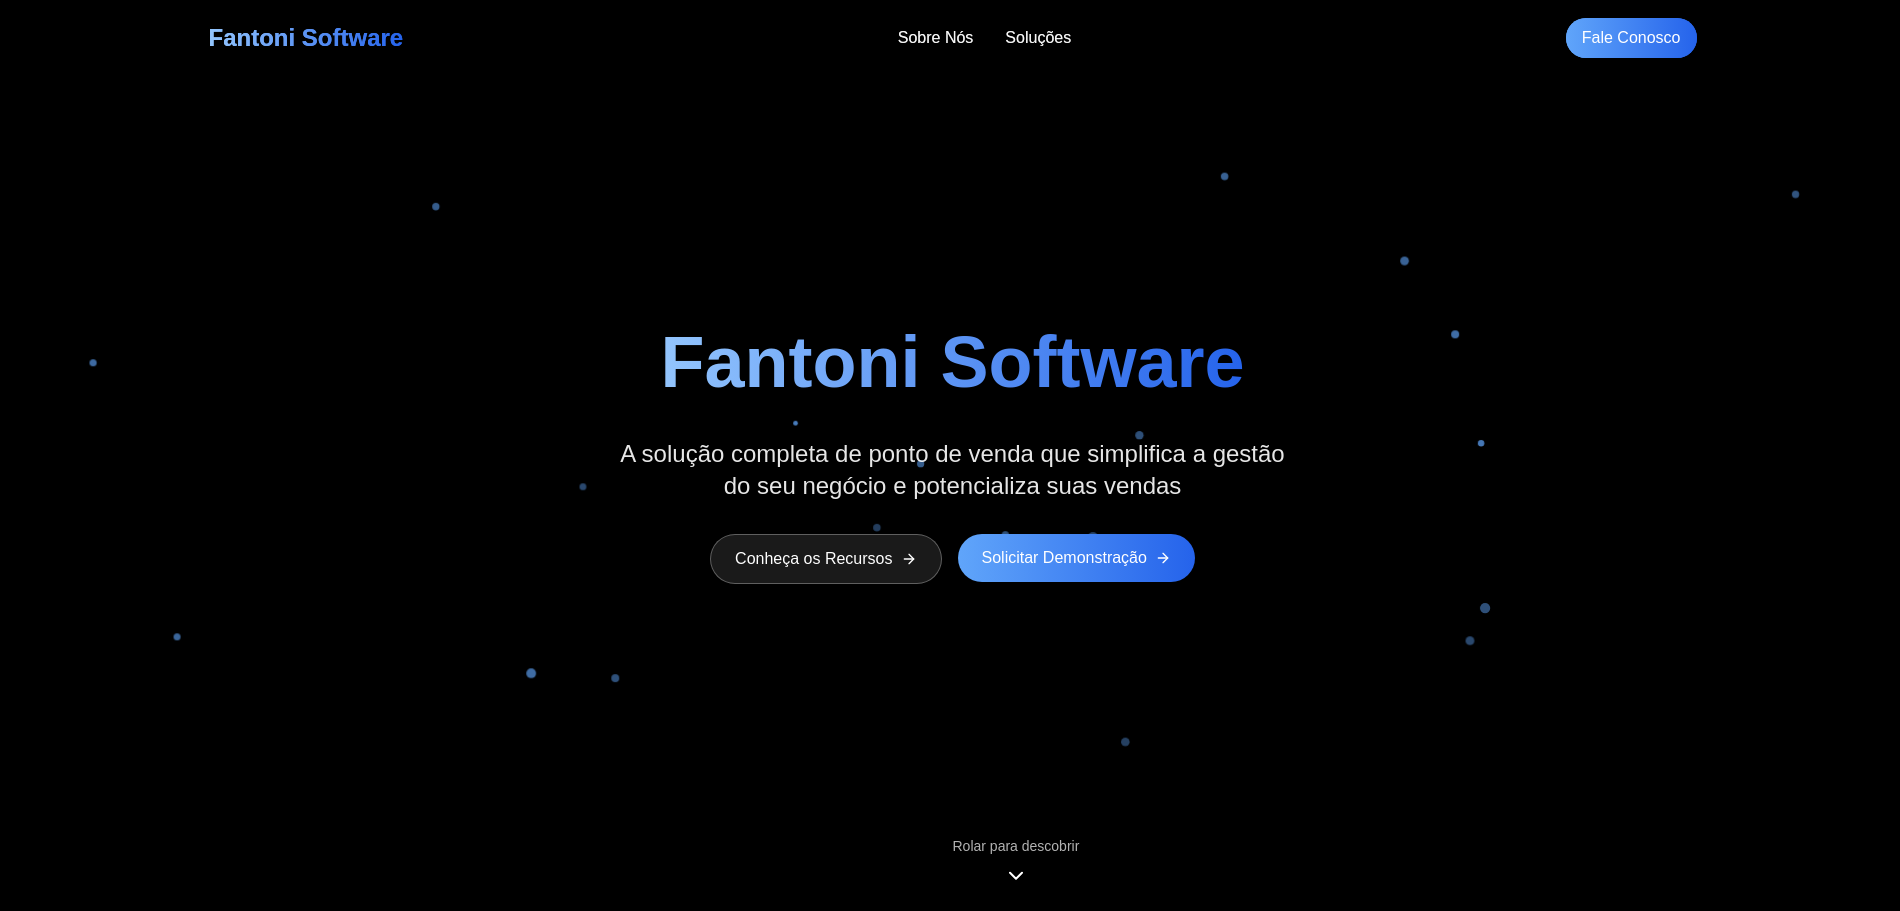 Fantoni Software
Sobre Nós
Soluções
Fale Conosco
Fantoni Software
A solução completa de ponto de venda que simplifica a gestão
do seu negócio e potencializa suas vendas
Conheça os Recursos
Solicitar Demonstração
Rolar para descobrir